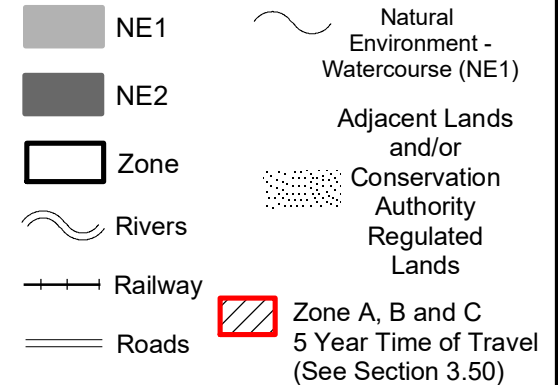 NE1
NE2
Zone
Rivers
Railway
Roads
Natural
Environment -
Watercourse (NE1)
Adjacent Lands
and/or
Conservation
Authority
Regulated
Lands
Zone A, B and C
5 Year Time of Travel
(See Section 3.50)